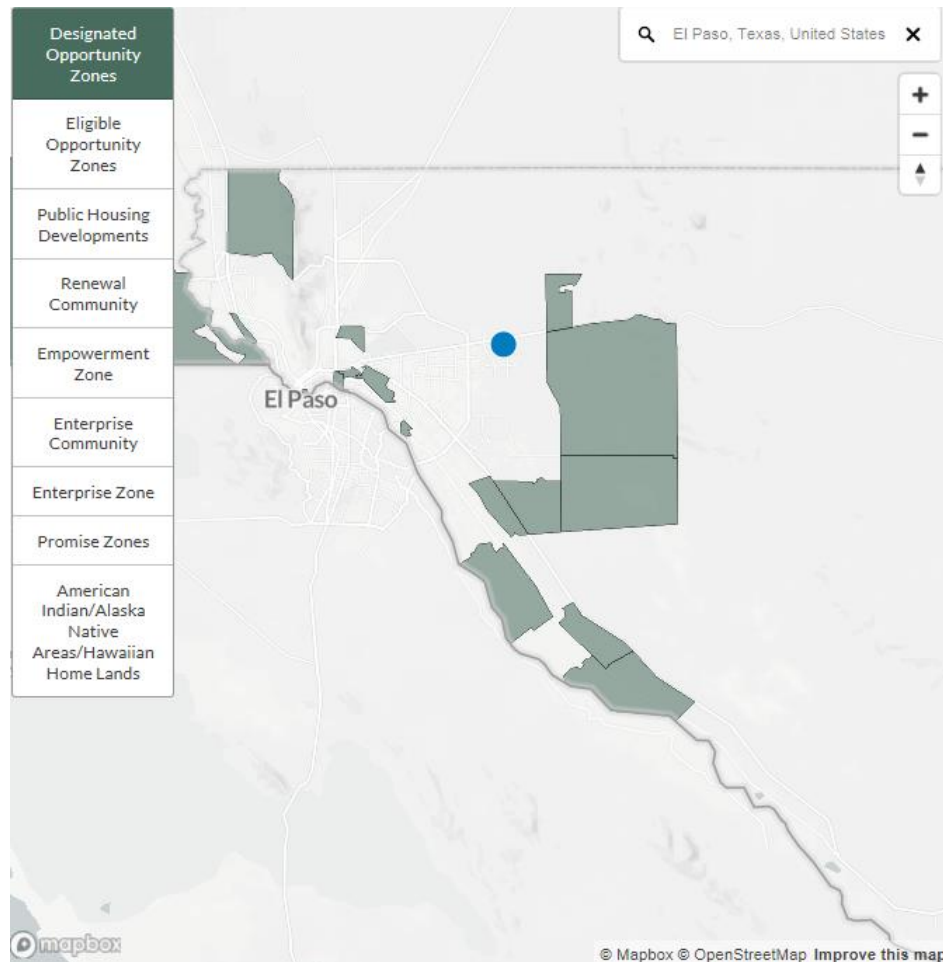 Designated
Opportunity
Zones
Eligible
Opportunity
Zones
Public Housing
Developments
Renewal
Community
Empowerment
Zone
Enterprise
Community
Enterprise Zone
Promise Zones
American
Indian/Alaska
Native
Areas/Hawaiian
Home Lands
El Paso, Texas, United States
El Paso
mapbox
© Mapbox © OpenStreetMap Improve this map